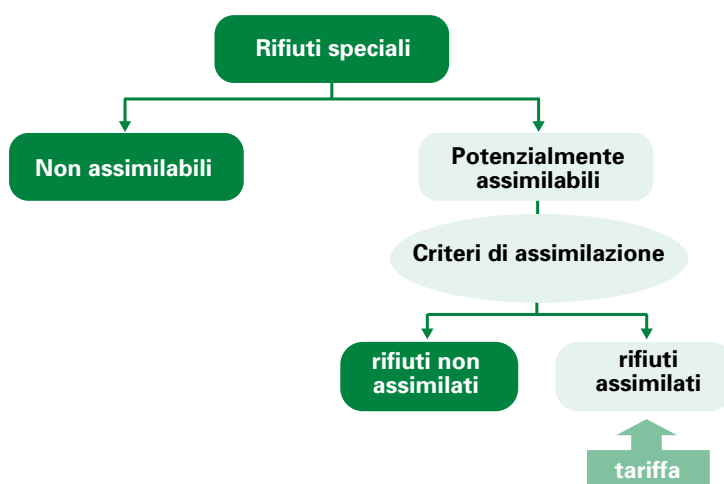 Rifiuti speciali
Non assimilabili
Potenzialmente
assimilabili
Criteri di assimilazione
rifiuti non
assimilati
rifiuti
assimilati
tariffa